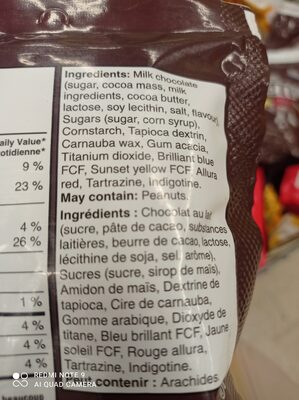 Ingredients: Milk chocolate
(sugar, cocoa mass, milk
ingredients, cocoa butter,
lactose, soy lecithin, salt, flavour)
Sugars (sugar, corn syrup),
Cornstarch, Tapioca dextrin,
Carnauba wax, Gum acacia,
Titanium dioxide, Brilliant blue
FCF, Sunset yellow FCF, Allura
red, Tartrazine, Indigotine.
May contain: Peanuts.
Ingrédients : Chocolat au lait
(sucre, pâte de cacao, substances
laitières, beurre de cacao, lactose,
lécithine de soja, sel, arôme),
Sucres (sucre, sirop de maïs),
Amidon de maïs, Dextrine de
tapioca, Cire de carnauba,
Gomme arabique, Dioxyde de
titane, Bleu brillant FCF, Jaune
soleil FCF, Rouge allura,
Tartrazine, Indigotine.
contenir : Arachides
aily Value*
otidienne*
9 %
23 %
4 %
26 %
1 %
4 %
4 %
4 %
beaucoup
REDMI NOTE 9
AI QUAD CAMERA